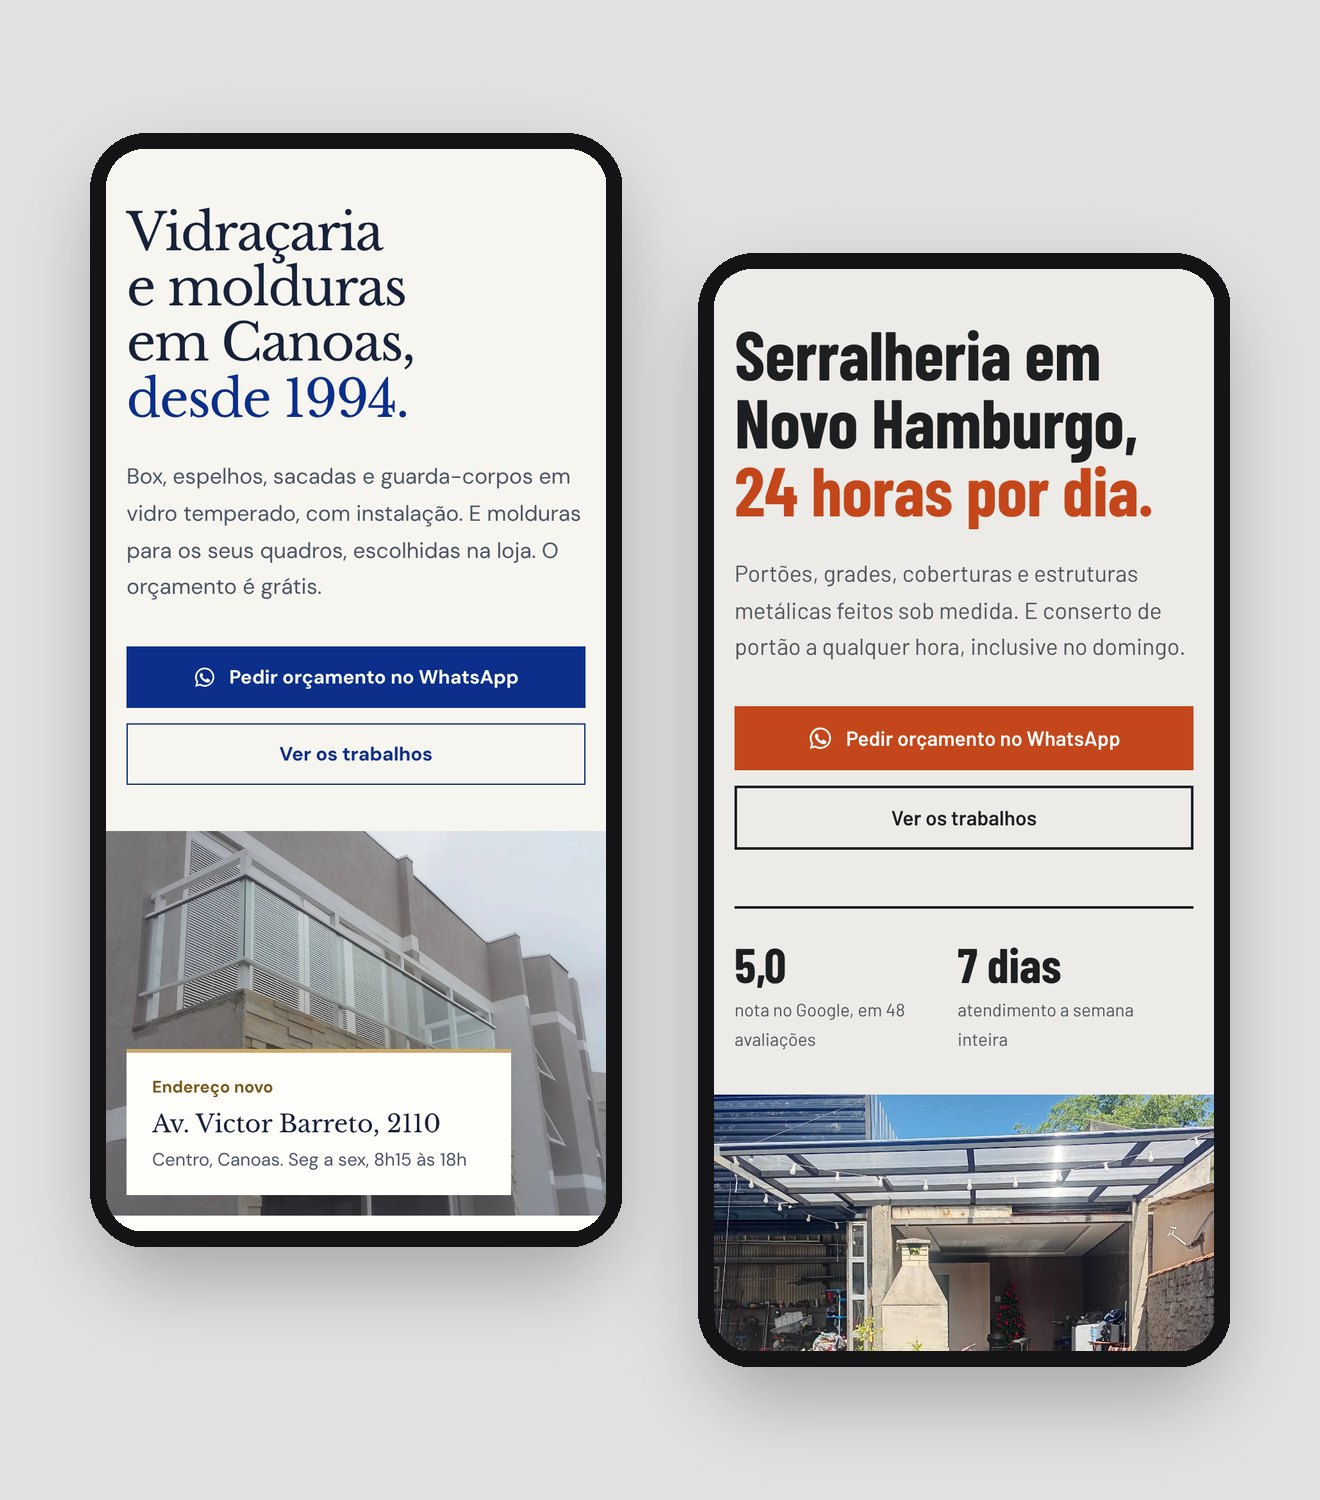 Vidraçaria
e molduras
em Canoas,
desde 1994.
Box, espelhos, sacadas e guarda-corpos em
vidro temperado, com instalação. E molduras
para os seus quadros, escolhidas na loja. O
orçamento é grátis.
Pedir orçamento no WhatsApp
Ver os trabalhos
Endereço novo
Av. Victor Barreto, 2110
Centro, Canoas. Seg a sex, 8h15 às 18h
Serralheria em
Novo Hamburgo,
24 horas por dia.
Portões, grades, coberturas e estruturas
metálicas feitos sob medida. E conserto de
portão a qualquer hora, inclusive no domingo.
Pedir orçamento no WhatsApp
Ver os trabalhos
5,0
nota no Google, em 48
avaliações
7 dias
atendimento a semana
inteira